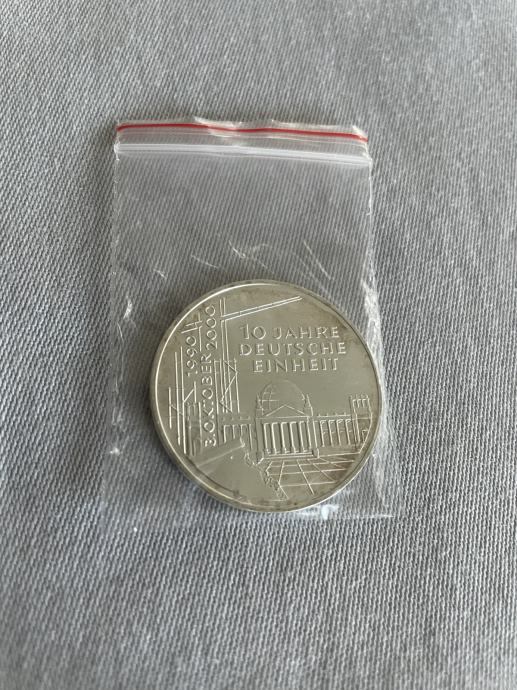 1990
3.OKTOBER 2000
10 JAHRE
DEUTSCHE
EINHEIT